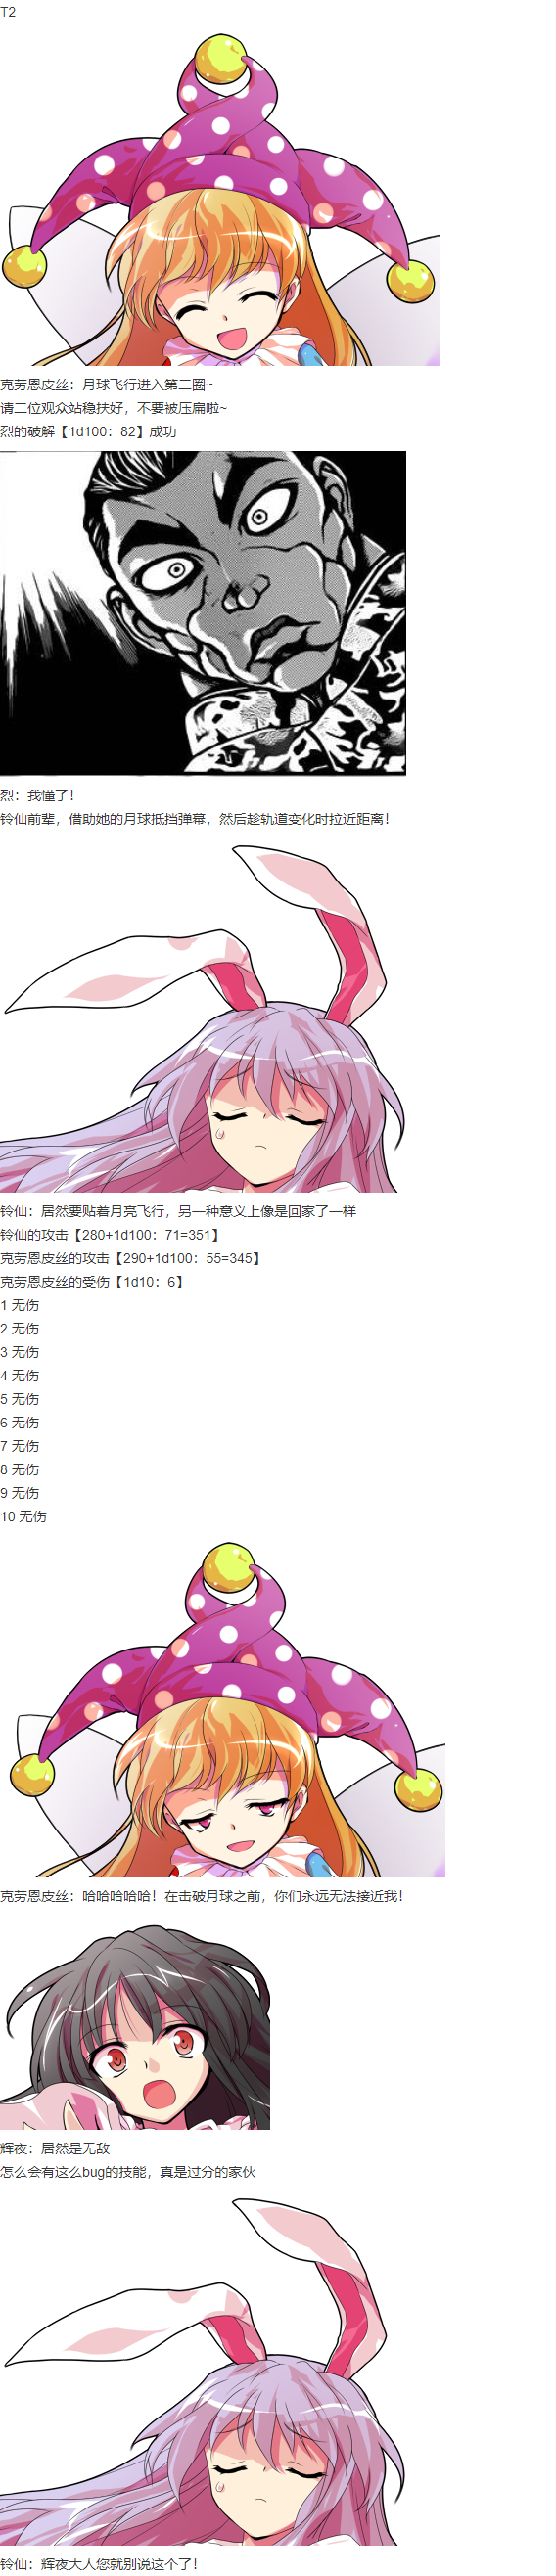 T2
克劳恩皮丝：月球飞行进入第二圈~
请二位观众站稳扶好，不要被压扁啦~
烈的破解【1d100：82】成功
烈：我懂了！
铃仙前辈，借助她的月球抵挡弹幕，然后趁轨道变化时拉近距离！
铃仙：居然要贴着月亮飞行，另一种意义上像是回家了一样
铃仙的攻击【280+1d100：71=351】
克劳恩皮丝的攻击【290+1d100：55=345】
克劳恩皮丝的受伤【1d10：6】
1 无伤
2 无伤
3 无伤
4 无伤
5 无伤
6 无伤
7 无伤
8 无伤
9 无伤
10 无伤
克劳恩皮丝：哈哈哈哈哈！在击破月球之前，你们永远无法接近我！
辉夜：居然是无敌
怎么会有这么bug的技能，真是过分的家伙
铃仙：辉夜大人您就别说这个了！